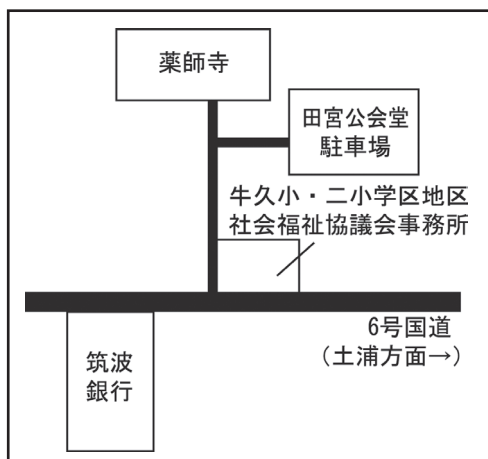 薬師寺
田宮公会堂
駐車場
牛久小・二小学区地区
社会福祉協議会事務所
6号国道
（土浦方面→）
筑波
銀行